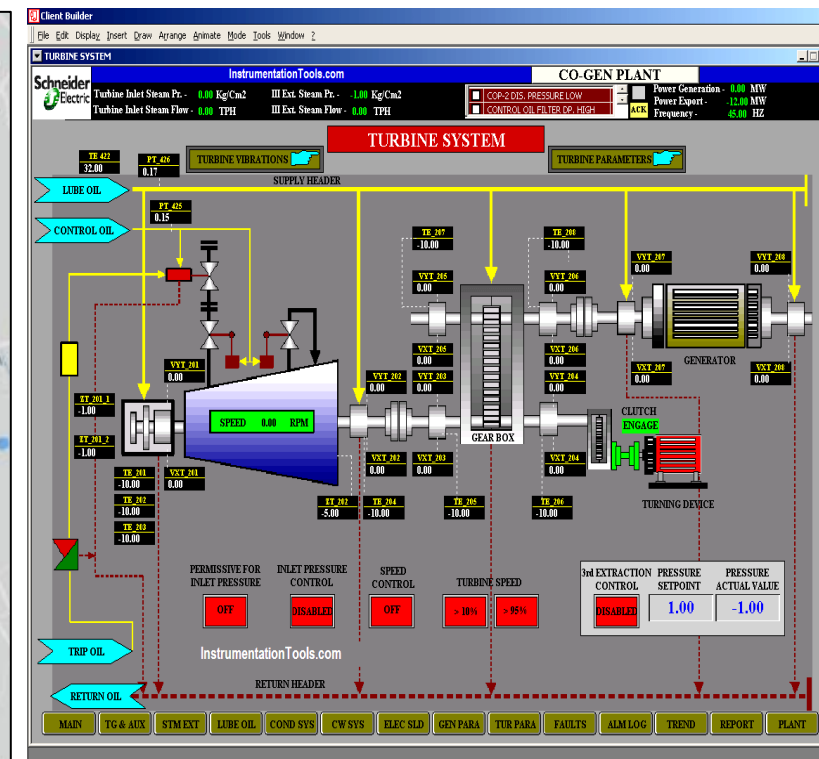 Client Builder
File Edit Display Insert Draw Arrange Animate Mode Tools Window ?
TURBINE SYSTEM
Schneider Electric
InstrumentationTools.com
CO-GEN PLANT
Turbine Inlet Steam Pr. - 0.00 Kg/Cm2 III Ext. Steam Pr. - -1.00 Kg/Cm2
Turbine Inlet Steam Flow - 0.00 TPH III Ext. Steam Flow - 0.00 TPH
COP-2 DIS. PRESSURE LOW
CONTROL OIL FILTER DP. HIGH
ACK
Power Generation - 0.00 MW
Power Export - -12.00 MW
Frequency - 45.00 HZ
TURBINE SYSTEM
TURBINE VIBRATIONS
TURBINE PARAMETERS
TE 422
32.00
PT_426
0.17
SUPPLY HEADER
LUBE OIL
PT_425
0.15
CONTROL OIL
TE_207
-10.00
TE_208
-10.00
VYT_205
0.00
VYT_206
0.00
VYT_207
0.00
VYT_208
0.00
VXT_205
0.00
VXT_206
0.00
VXT_207
0.00
VXT_208
0.00
GENERATOR
VYT_201
0.00
VYT_202
0.00
VYT_203
0.00
VYT_204
0.00
ZT_201_1
-1.00
ZT_201_2
-1.00
SPEED 0.00 RPM
GEAR BOX
CLUTCH
ENGAGE
VXT_201
0.00
VXT_202
0.00
VXT_203
0.00
VXT_204
0.00
TE_201
-10.00
TE_202
-10.00
TE_203
-10.00
ZT_202
-5.00
TE_204
-10.00
TE_205
-10.00
TE_206
-10.00
TURNING DEVICE
PERMISSIVE FOR
INLET PRESSURE
OFF
INLET PRESSURE
CONTROL
DISABLED
SPEED
CONTROL
OFF
TURBINE SPEED
> 10%
> 95%
3rd EXTRACTION
CONTROL
DISABLED
PRESSURE
SETPOINT
1.00
PRESSURE
ACTUAL VALUE
-1.00
TRIP OIL
InstrumentationTools.com
RETURN HEADER
RETURN OIL
MAIN TG & AUX STM EXT LUBE OIL COND SYS CW SYS ELEC SLD GEN PARA TUR PARA FAULTS ALM LOG TREND REPORT PLANT